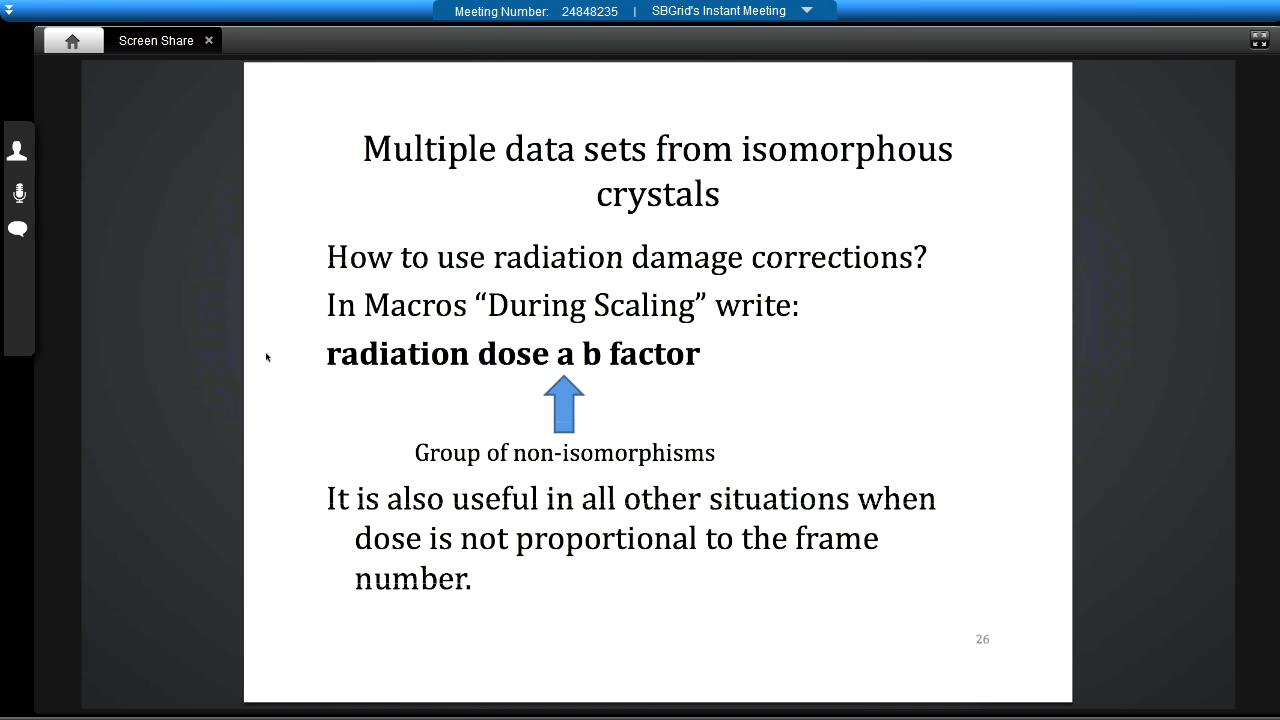 Meeting Number: 24848235 | SBGrid's Instant Meeting
Screen Share
Multiple data sets from isomorphous
crystals
How to use radiation damage corrections?
In Macros “During Scaling” write:
radiation dose a b factor
Group of non-isomorphisms
It is also useful in all other situations when
dose is not proportional to the frame
number.
26